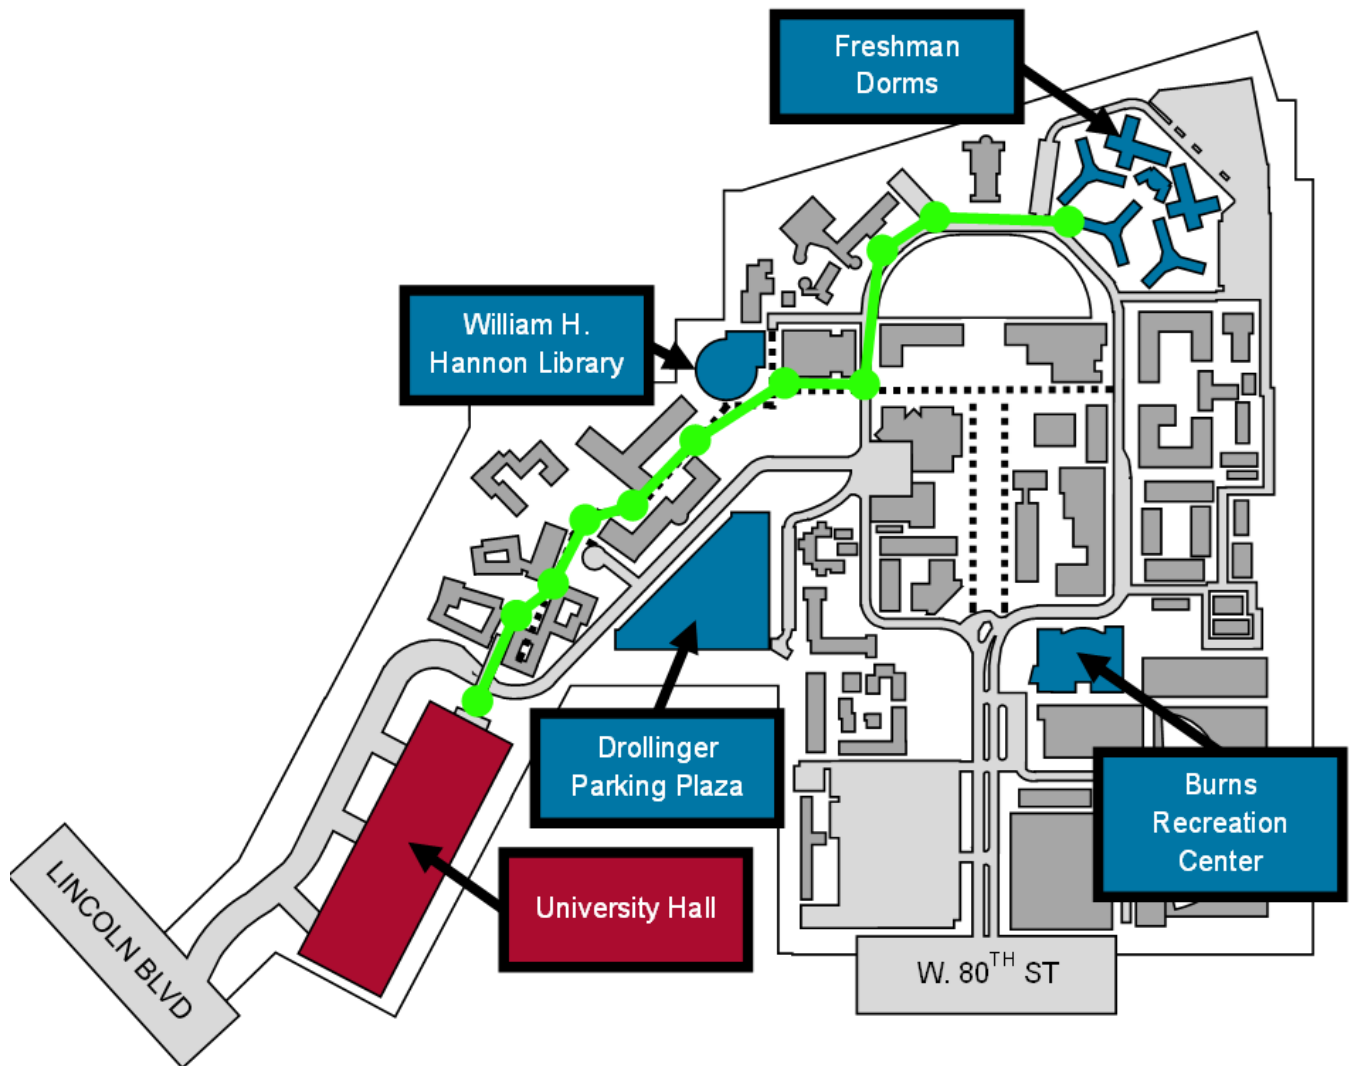 Freshman
Dorms
William H.
Hannon Library
Drollinger
Parking Plaza
Burns
Recreation
Center
University Hall
LINCOLN BLVD
W. 80TH ST